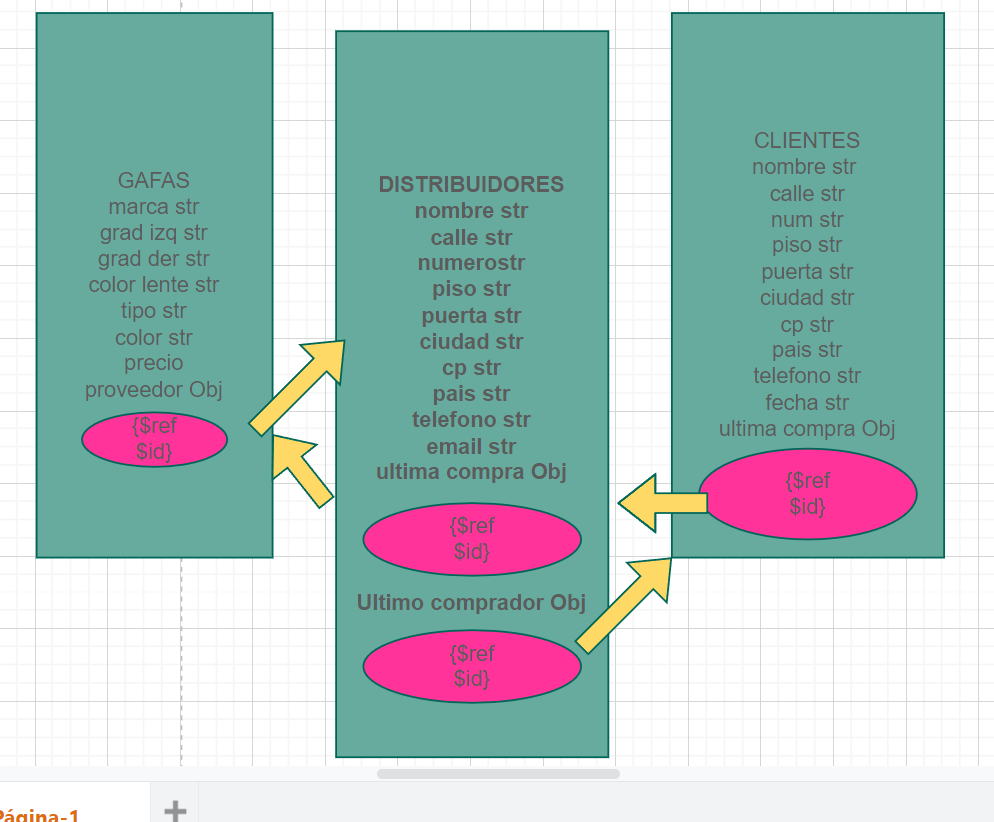 GAFAS
marca str
grad izq str
grad der str
color lente str
tipo str
color str
precio
proveedor Obj
{$ref
$id}
DISTRIBUIDORES
nombre str
calle str
numerostr
piso str
puerta str
ciudad str
cp str
pais str
telefono str
email str
ultima compra Obj
{$ref
$id}
Ultimo comprador Obj
{$ref
$id}
CLIENTES
nombre str
calle str
num str
piso str
puerta str
ciudad str
cp str
pais str
telefono str
fecha str
ultima compra Obj
{$ref
$id}
Página-1